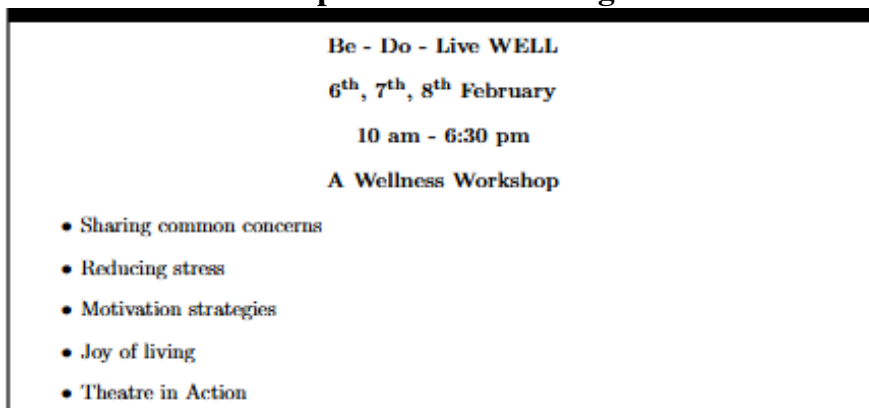 Be - Do - Live WELL
6th, 7th, 8th February
10 am - 6:30 pm
A Wellness Workshop
• Sharing common concerns
• Reducing stress
• Motivation strategies
• Joy of living
• Theatre in Action